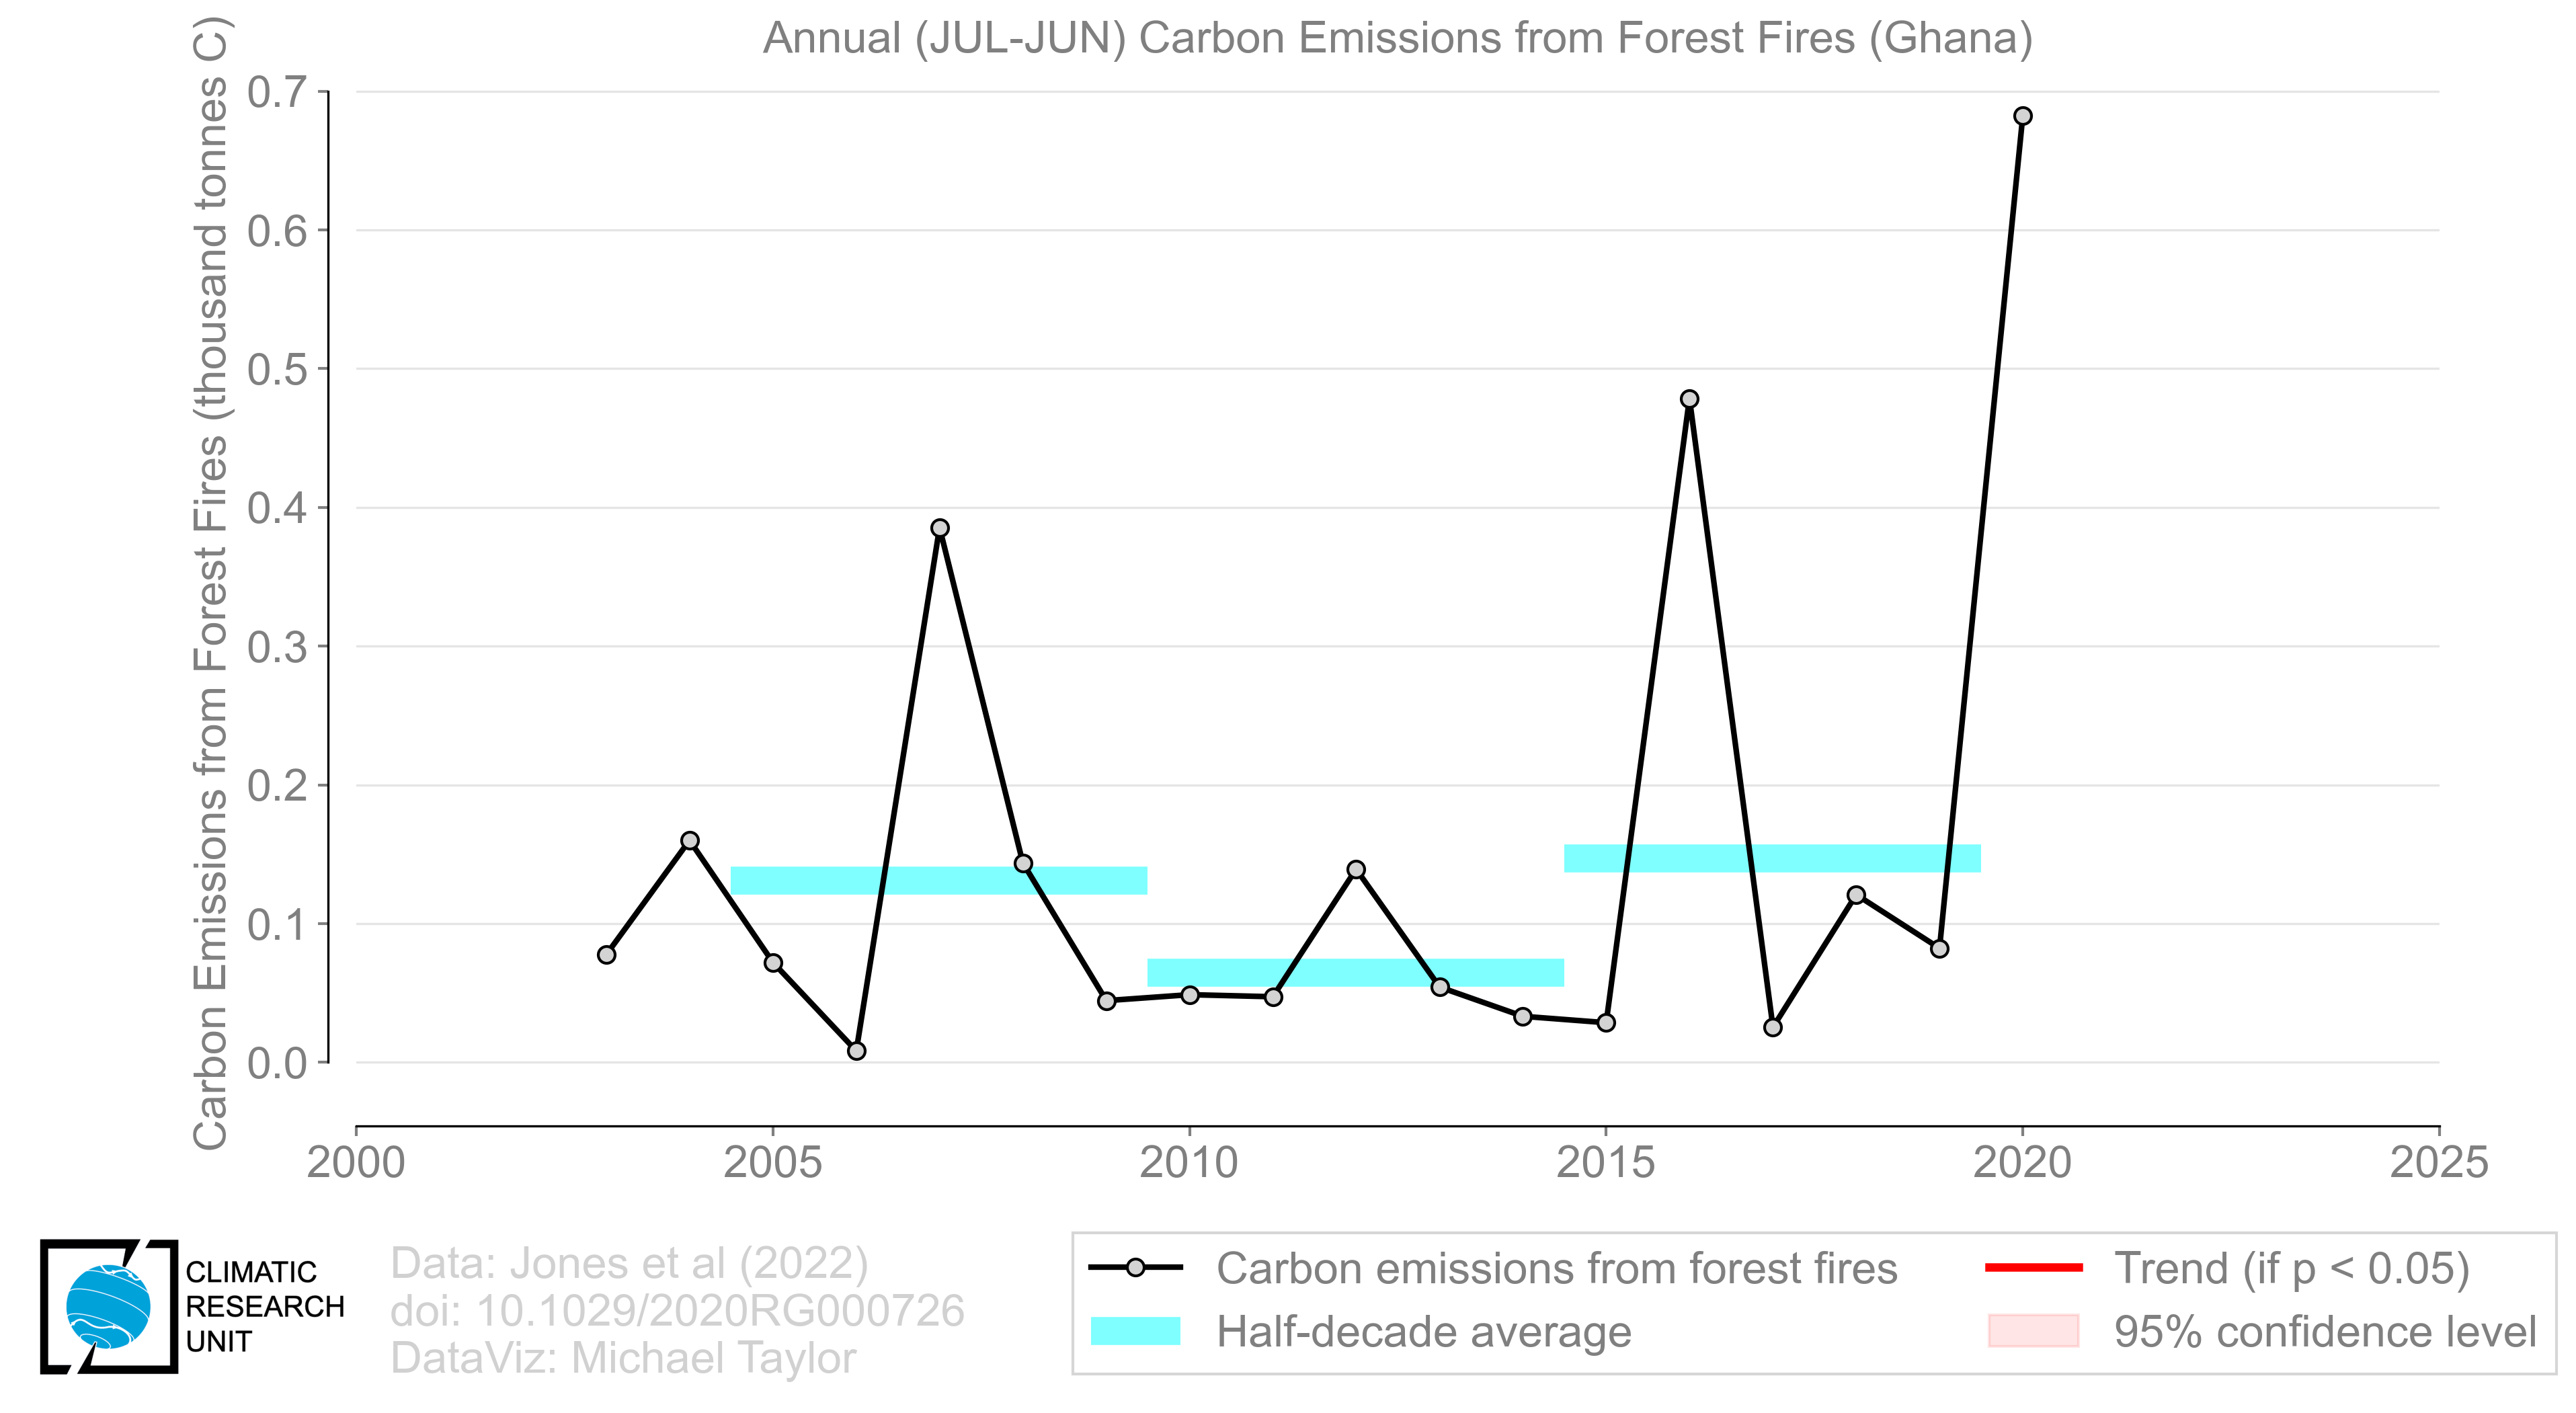 Annual (JUL-JUN) Carbon Emissions from Forest Fires (Ghana)
Carbon Emissions from Forest Fires (thousand tonnes C)
0.7
0.6
0.5
0.4
0.3
0.2
0.1
0.0
2000 2005 2010 2015 2020 2025
CLIMATIC
RESEARCH
UNIT
Data: Jones et al (2022)
doi: 10.1029/2020RG000726
DataViz: Michael Taylor
Carbon emissions from forest fires
Half-decade average
Trend (if p < 0.05)
95% confidence level